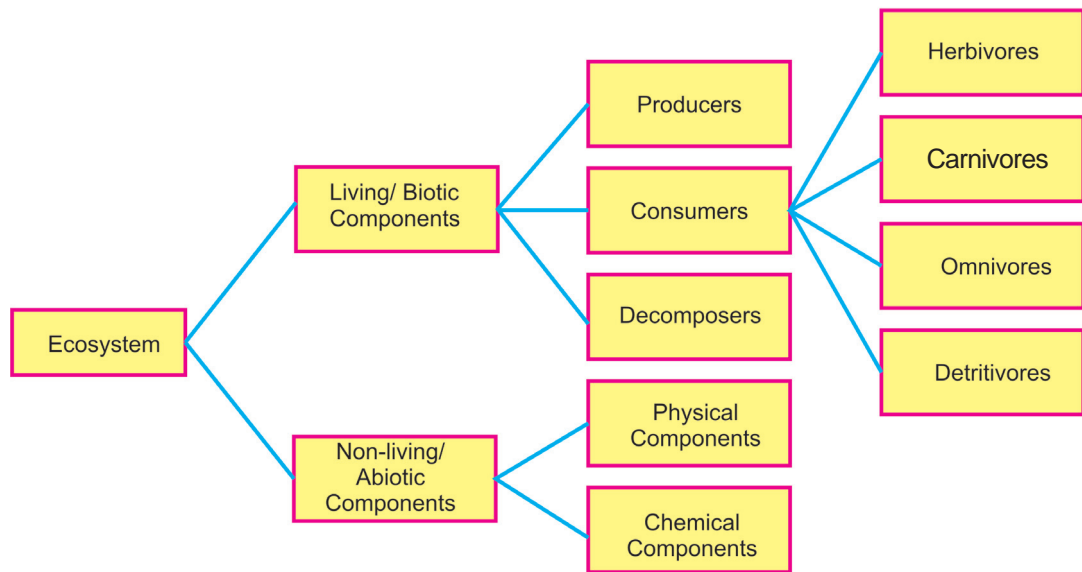 Ecosystem
Living/ Biotic
Components
Non-living/
Abiotic
Components
Producers
Consumers
Decomposers
Physical
Components
Chemical
Components
Herbivores
Carnivores
Omnivores
Detritivores